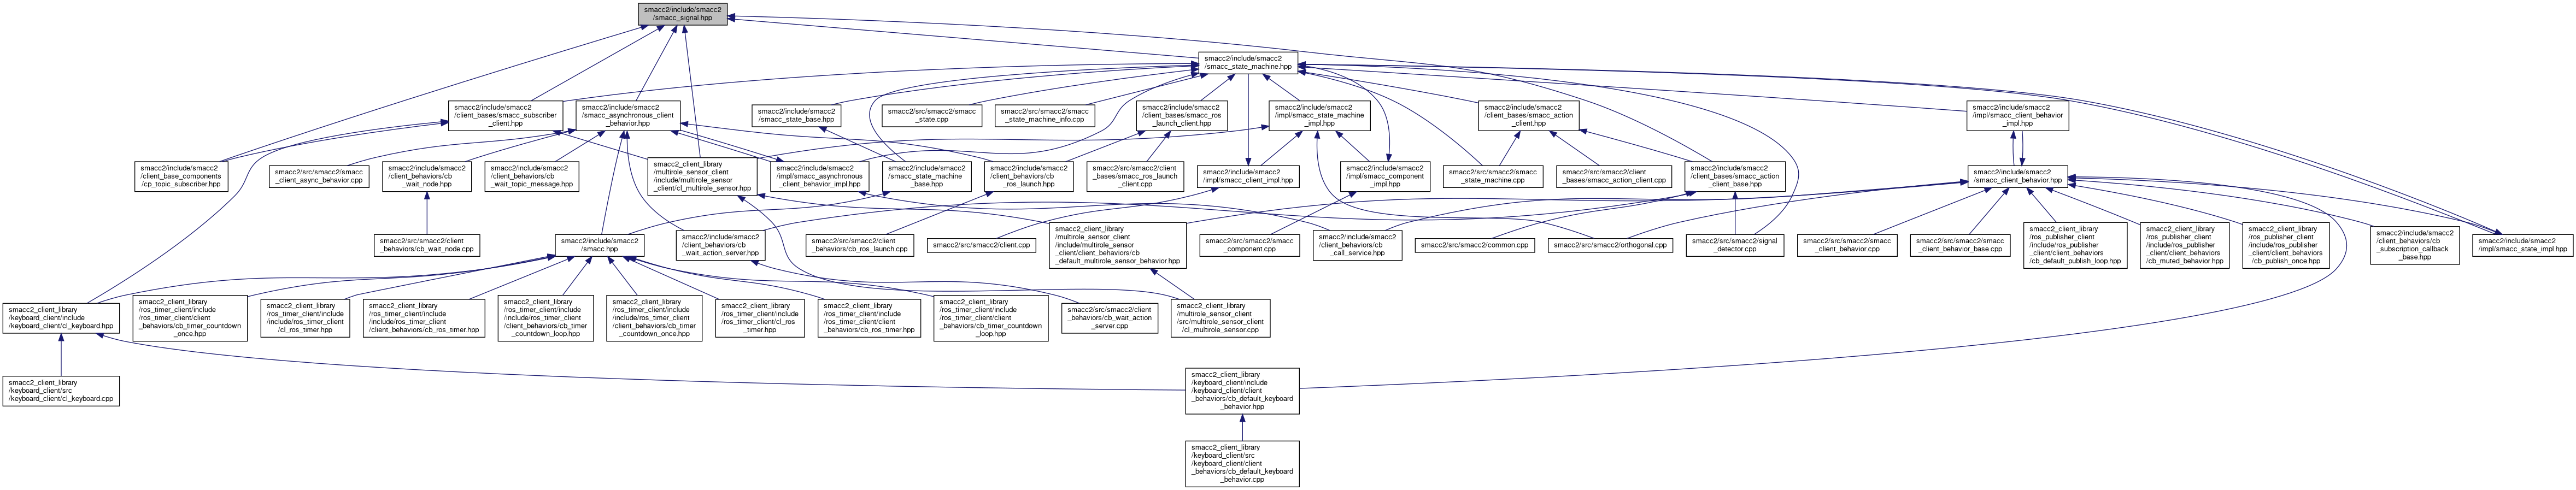 smacc2/include/smacc2
/smacc_signal.hpp
smacc2/include/smacc2
/smacc_state_machine.hpp
smacc2/include/smacc2
/client_bases/smacc_subscriber
_client.hpp
smacc2/include/smacc2
/smacc_asynchronous_client
_behavior.hpp
smacc2/include/smacc2
/smacc_state_base.hpp
smacc2/src/smacc2/smacc
_state.cpp
smacc2/src/smacc2/smacc
_state_machine_info.cpp
smacc2/include/smacc2
/client_bases/smacc_ros
_launch_client.hpp
smacc2/include/smacc2
/impl/smacc_state_machine
_impl.hpp
smacc2/include/smacc2
/client_bases/smacc_action
_client.hpp
smacc2/include/smacc2
/impl/smacc_client_behavior
_impl.hpp
smacc2/include/smacc2
/client_base_components
/cp_topic_subscriber.hpp
smacc2/src/smacc2/smacc
_client_async_behavior.cpp
smacc2/include/smacc2
/client_behaviors/cb
_wait_node.hpp
smacc2/include/smacc2
/client_behaviors/cb
_wait_topic_message.hpp
smacc2_client_library
/multirole_sensor_client
/include/multirole_sensor
_client/cl_multirole_sensor.hpp
smacc2/include/smacc2
/impl/smacc_asynchronous
_client_behavior_impl.hpp
smacc2/include/smacc2
/smacc_state_machine
_base.hpp
smacc2/include/smacc2
/client_behaviors/cb
_ros_launch.hpp
smacc2/src/smacc2/client
_bases/smacc_ros_launch
_client.cpp
smacc2/include/smacc2
/impl/smacc_client_impl.hpp
smacc2/include/smacc2
/impl/smacc_component
_impl.hpp
smacc2/src/smacc2/smacc
_state_machine.cpp
smacc2/src/smacc2/client
_bases/smacc_action_client.cpp
smacc2/include/smacc2
/client_bases/smacc_action
_client_base.hpp
smacc2/include/smacc2
/smacc_client_behavior.hpp
smacc2/src/smacc2/client
_behaviors/cb_wait_node.cpp
smacc2/include/smacc2
/smacc.hpp
smacc2/include/smacc2
/client_behaviors/cb
_wait_action_server.hpp
smacc2/src/smacc2/client
_behaviors/cb_ros_launch.cpp
smacc2/src/smacc2/client.cpp
smacc2_client_library
/multirole_sensor_client
/include/multirole_sensor
_client/client_behaviors/cb
_default_multirole_sensor_behavior.hpp
smacc2/src/smacc2/smacc
_component.cpp
smacc2/include/smacc2
/client_behaviors/cb
_call_service.hpp
smacc2/src/smacc2/common.cpp
smacc2/src/smacc2/orthogonal.cpp
smacc2/src/smacc2/signal
_detector.cpp
smacc2/src/smacc2/smacc
_client_behavior.cpp
smacc2/src/smacc2/smacc
_client_behavior_base.cpp
smacc2_client_library
/ros_publisher_client
/include/ros_publisher
_client/client_behaviors
/cb_default_publish_loop.hpp
smacc2_client_library
/ros_publisher_client
/include/ros_publisher
_client/client_behaviors
/cb_muted_behavior.hpp
smacc2_client_library
/ros_publisher_client
/include/ros_publisher
_client/client_behaviors
/cb_publish_once.hpp
smacc2/include/smacc2
/client_behaviors/cb
_subscription_callback
_base.hpp
smacc2/include/smacc2
/impl/smacc_state_impl.hpp
smacc2_client_library
/keyboard_client/include
/keyboard_client/cl_keyboard.hpp
smacc2_client_library
/ros_timer_client/include
/ros_timer_client/client
_behaviors/cb_timer_countdown
_once.hpp
smacc2_client_library
/ros_timer_client/include
/include/ros_timer_client
/cl_ros_timer.hpp
smacc2_client_library
/ros_timer_client/include
/include/ros_timer_client
/client_behaviors/cb_ros_timer.hpp
smacc2_client_library
/ros_timer_client/include
/include/ros_timer_client
/client_behaviors/cb_timer
_countdown_loop.hpp
smacc2_client_library
/ros_timer_client/include
/include/ros_timer_client
/client_behaviors/cb_timer
_countdown_once.hpp
smacc2_client_library
/ros_timer_client/include
/ros_timer_client/cl_ros
_timer.hpp
smacc2_client_library
/ros_timer_client/include
/ros_timer_client/client
_behaviors/cb_ros_timer.hpp
smacc2_client_library
/ros_timer_client/include
/ros_timer_client/client
_behaviors/cb_timer_countdown
_loop.hpp
smacc2/src/smacc2/client
_behaviors/cb_wait_action
_server.cpp
smacc2_client_library
/multirole_sensor_client
/src/multirole_sensor_client
/cl_multirole_sensor.cpp
smacc2_client_library
/keyboard_client/src
/keyboard_client/cl_keyboard.cpp
smacc2_client_library
/keyboard_client/include
/keyboard_client/client
_behaviors/cb_default_keyboard
_behavior.hpp
smacc2_client_library
/keyboard_client/src
/keyboard_client/client
_behaviors/cb_default_keyboard
_behavior.cpp